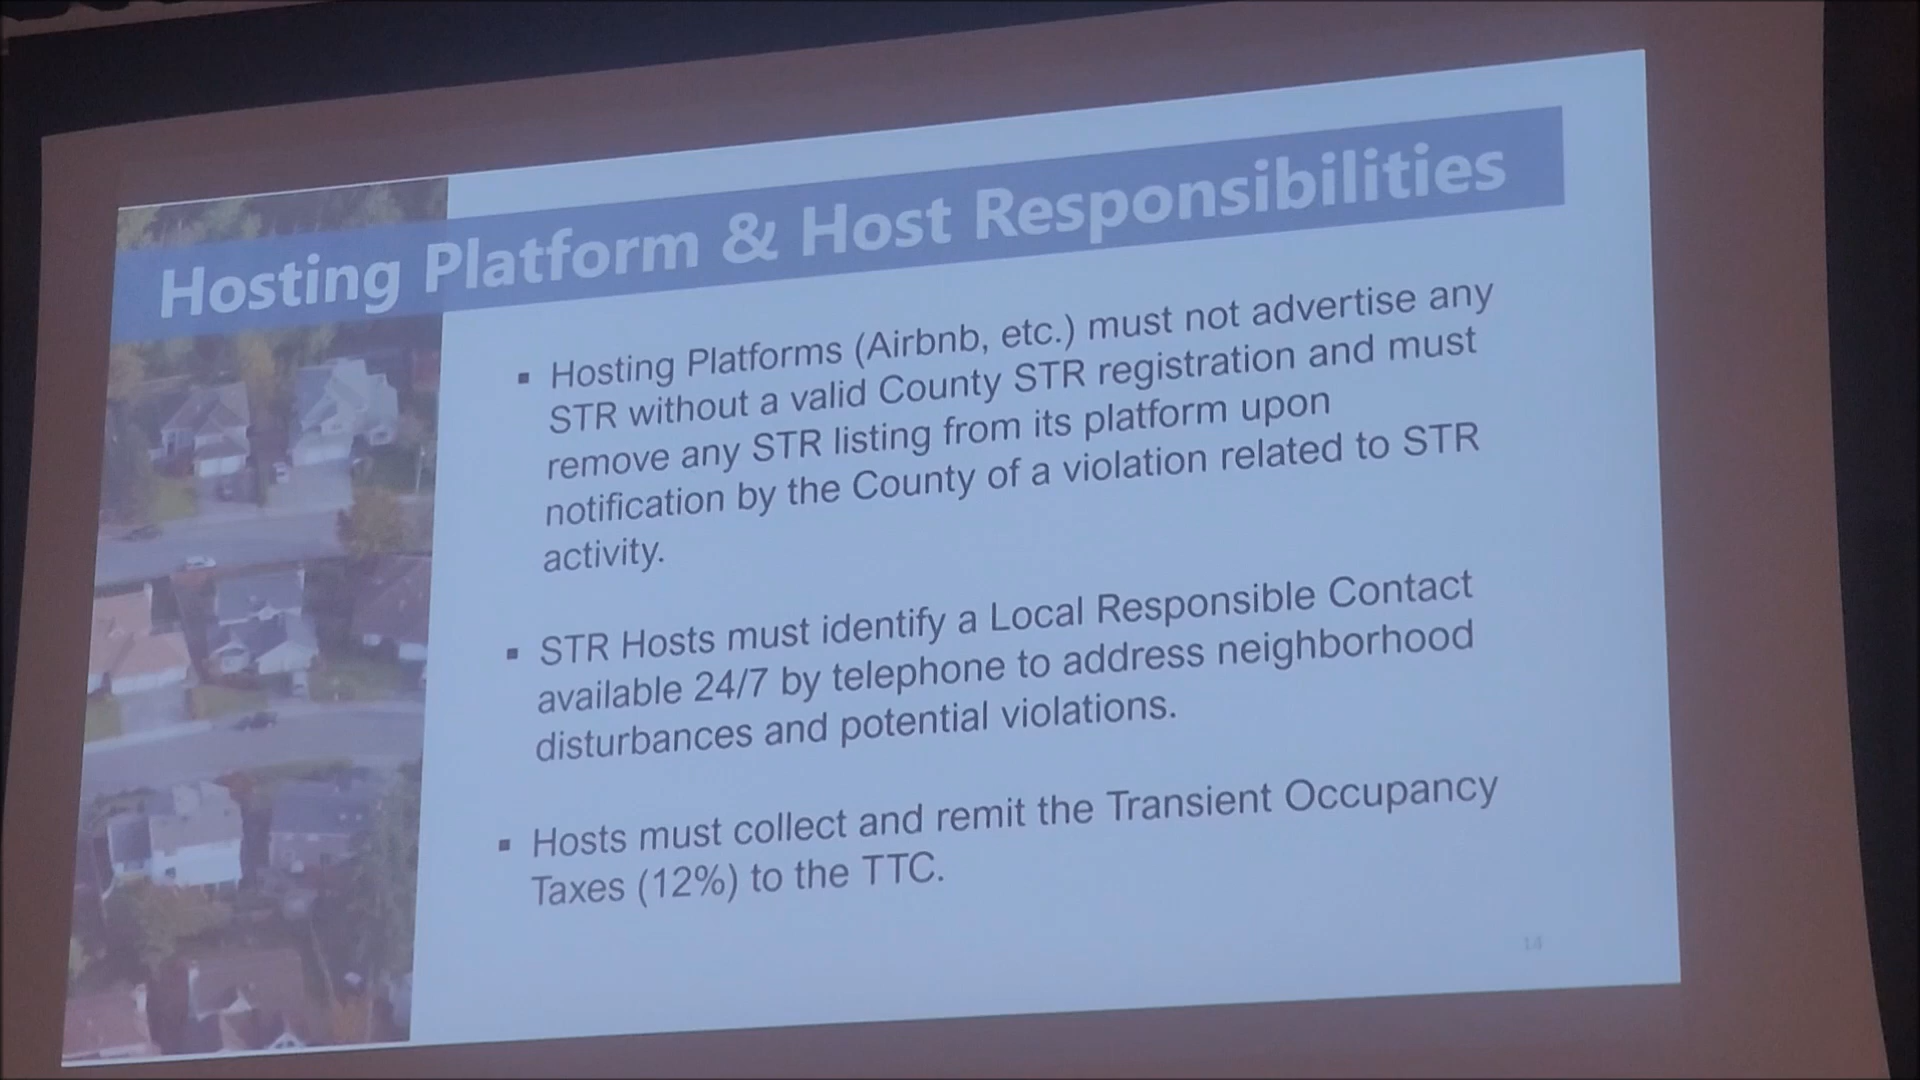 Hosting Platform & Host Responsibilities
▪ Hosting Platforms (Airbnb, etc.) must not advertise any
STR without a valid County STR registration and must
remove any STR listing from its platform upon
notification by the County of a violation related to STR
activity.
▪ STR Hosts must identify a Local Responsible Contact
available 24/7 by telephone to address neighborhood
disturbances and potential violations.
▪ Hosts must collect and remit the Transient Occupancy
Taxes (12%) to the TTC.
14